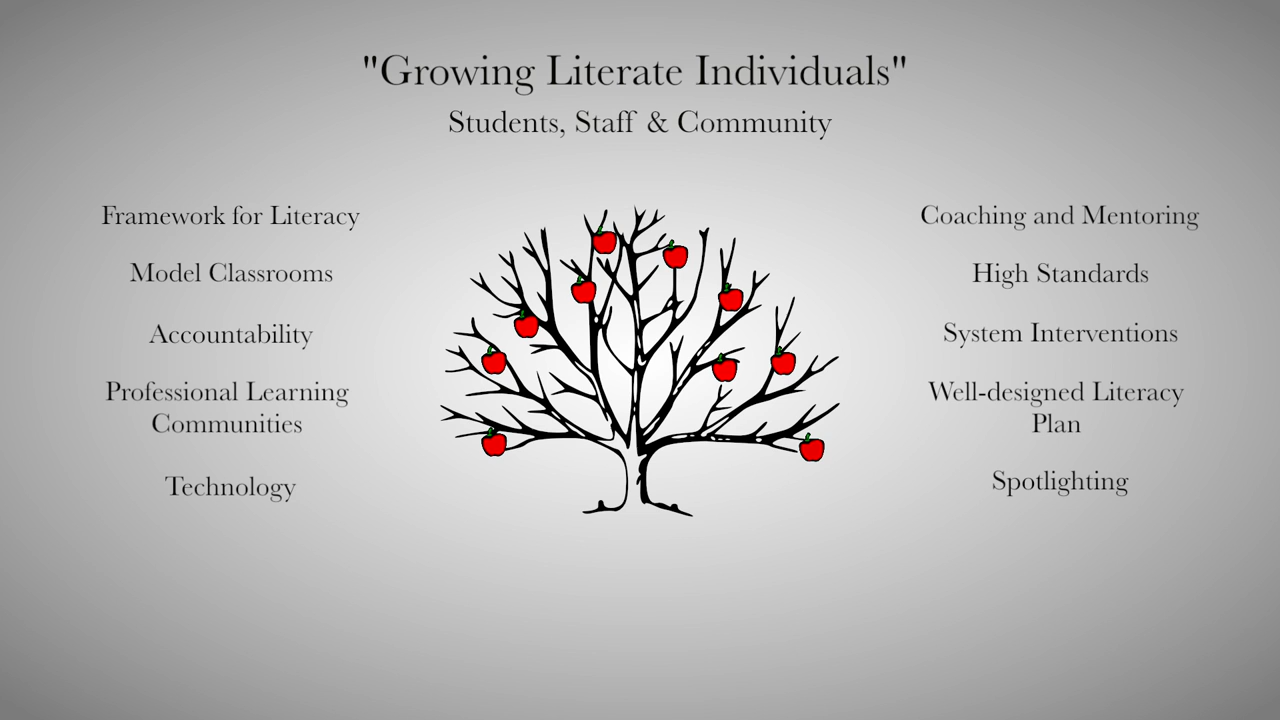 "Growing Literate Individuals"
Students, Staff & Community
Framework for Literacy
Model Classrooms
Accountability
Professional Learning
Communities
Technology
Coaching and Mentoring
High Standards
System Interventions
Well-designed Literacy
Plan
Spotlighting